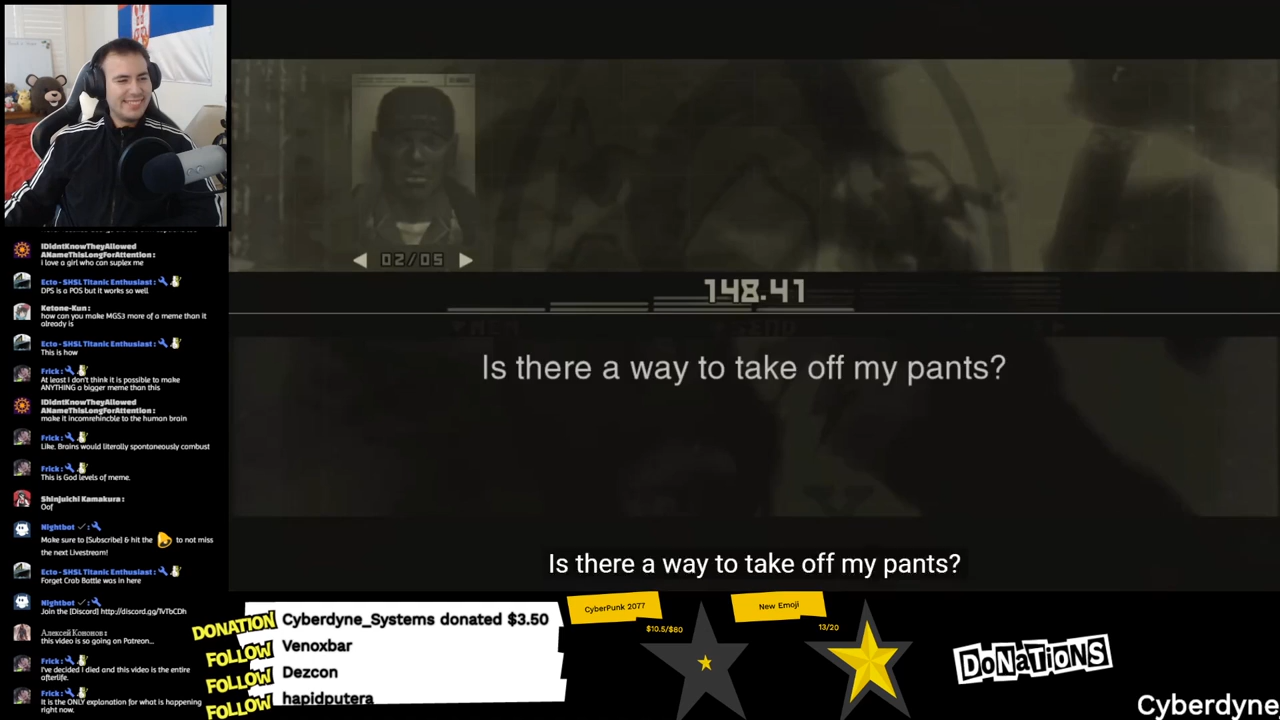 IDidntKnowTheyAllowed
ANameThisLongForAttention :
i love a girl who can suplex me
Ecto - SHSL Titanic Enthusiast :
DPS is a POS but it works so well
Ketone-Kun :
how can you make MGS3 more of a meme than it
already is
Ecto - SHSL Titanic Enthusiast :
This is how
Frick :
At least I don't think it is possible to make
ANYTHING a bigger meme than this
IDidntKnowTheyAllowed
ANameThisLongForAttention :
make it incomrehincble to the human brain
Frick :
Like. Brains would literally spontaneously combust
Frick :
This is God levels of meme.
Shinjuichi Kamakura :
Oof
Nightbot ✓ :
Make sure to [Subscribe] & hit the 🔔 to not miss
the next Livestream!
Ecto - SHSL Titanic Enthusiast :
Forget Crab Battle was in here
Nightbot ✓ :
Join the [Discord] http://discord.gg/1VTbCDh
Алексей Кононов :
this video is so going on Patreon...
Frick :
I've decided I died and this video is the entire
afterlife.
Frick :
It is the ONLY explanation for what is happening
right now.
02/05
148.41
Is there a way to take off my pants?
Is there a way to take off my pants?
DONATION Cyberdyne_Systems donated $3.50
FOLLOW Venoxbar
FOLLOW Dezcon
FOLLOW hapidputera
CyberPunk 2077
$10.5/$60
New Emoji
13/20
DONATIONS
Cyberdyne